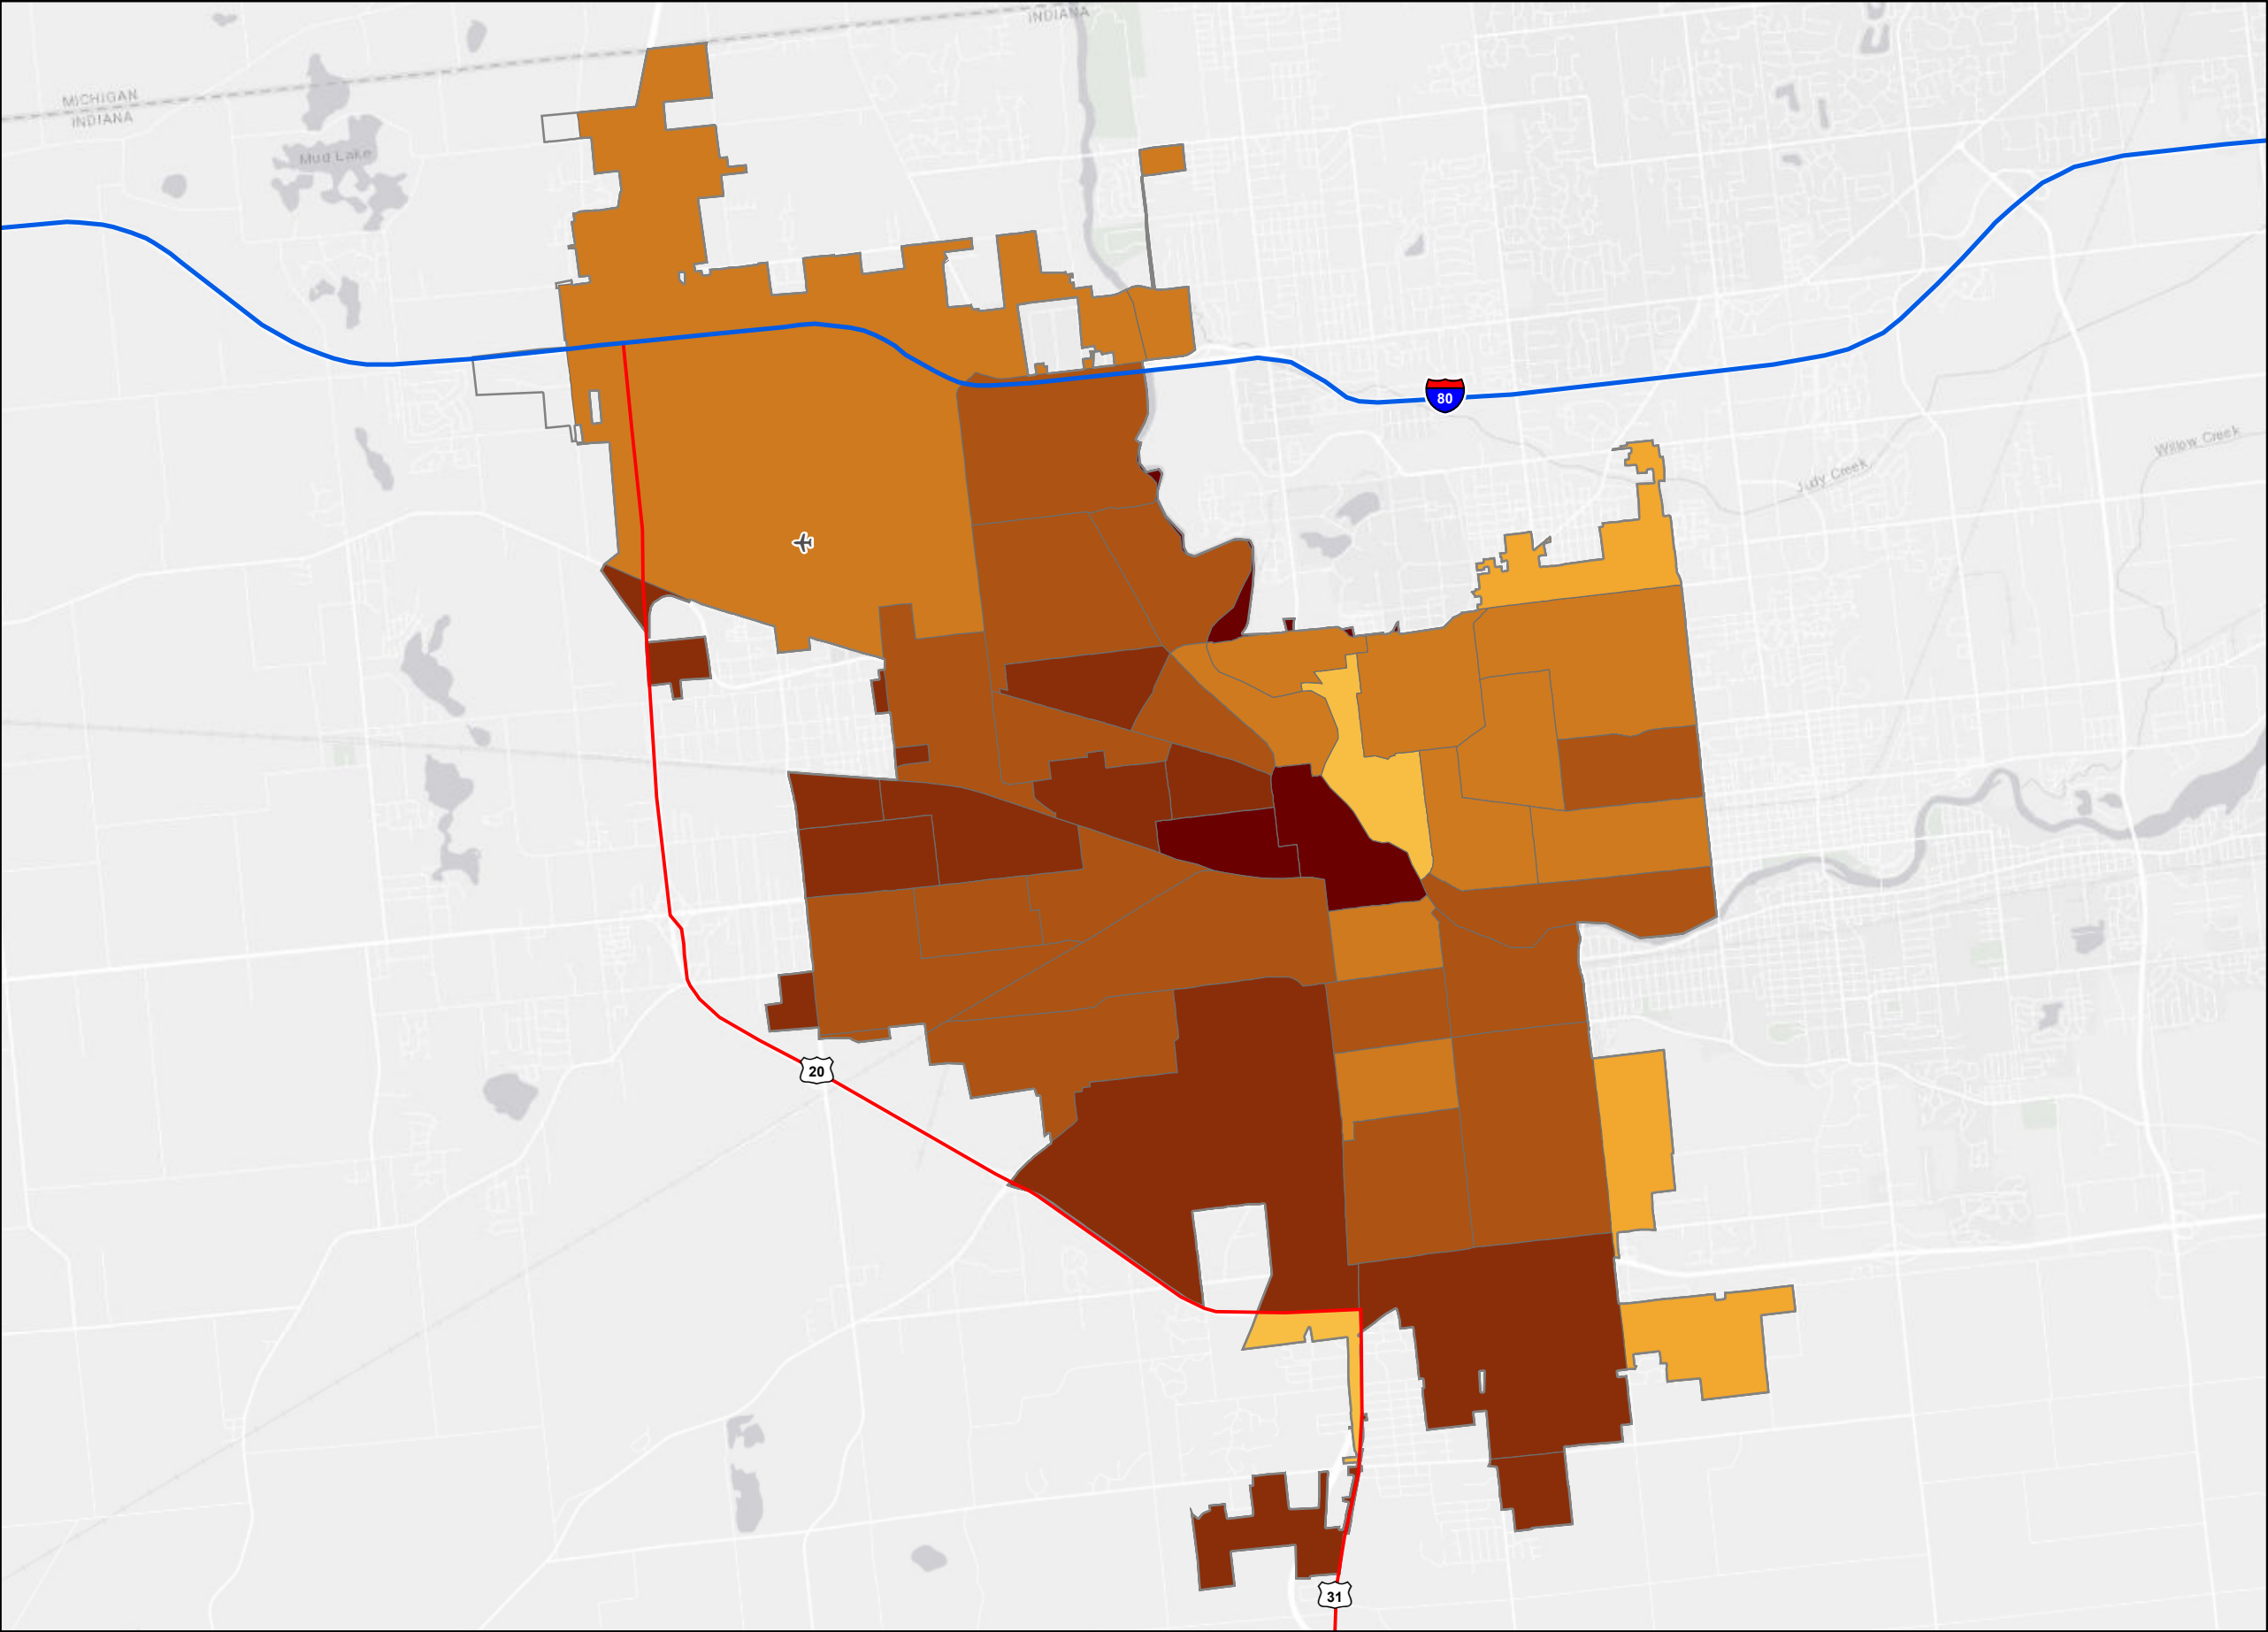 INDIANA
MICHIGAN
INDIANA
Mud Lake
80
Willow Creek
Judy Creek
20
31